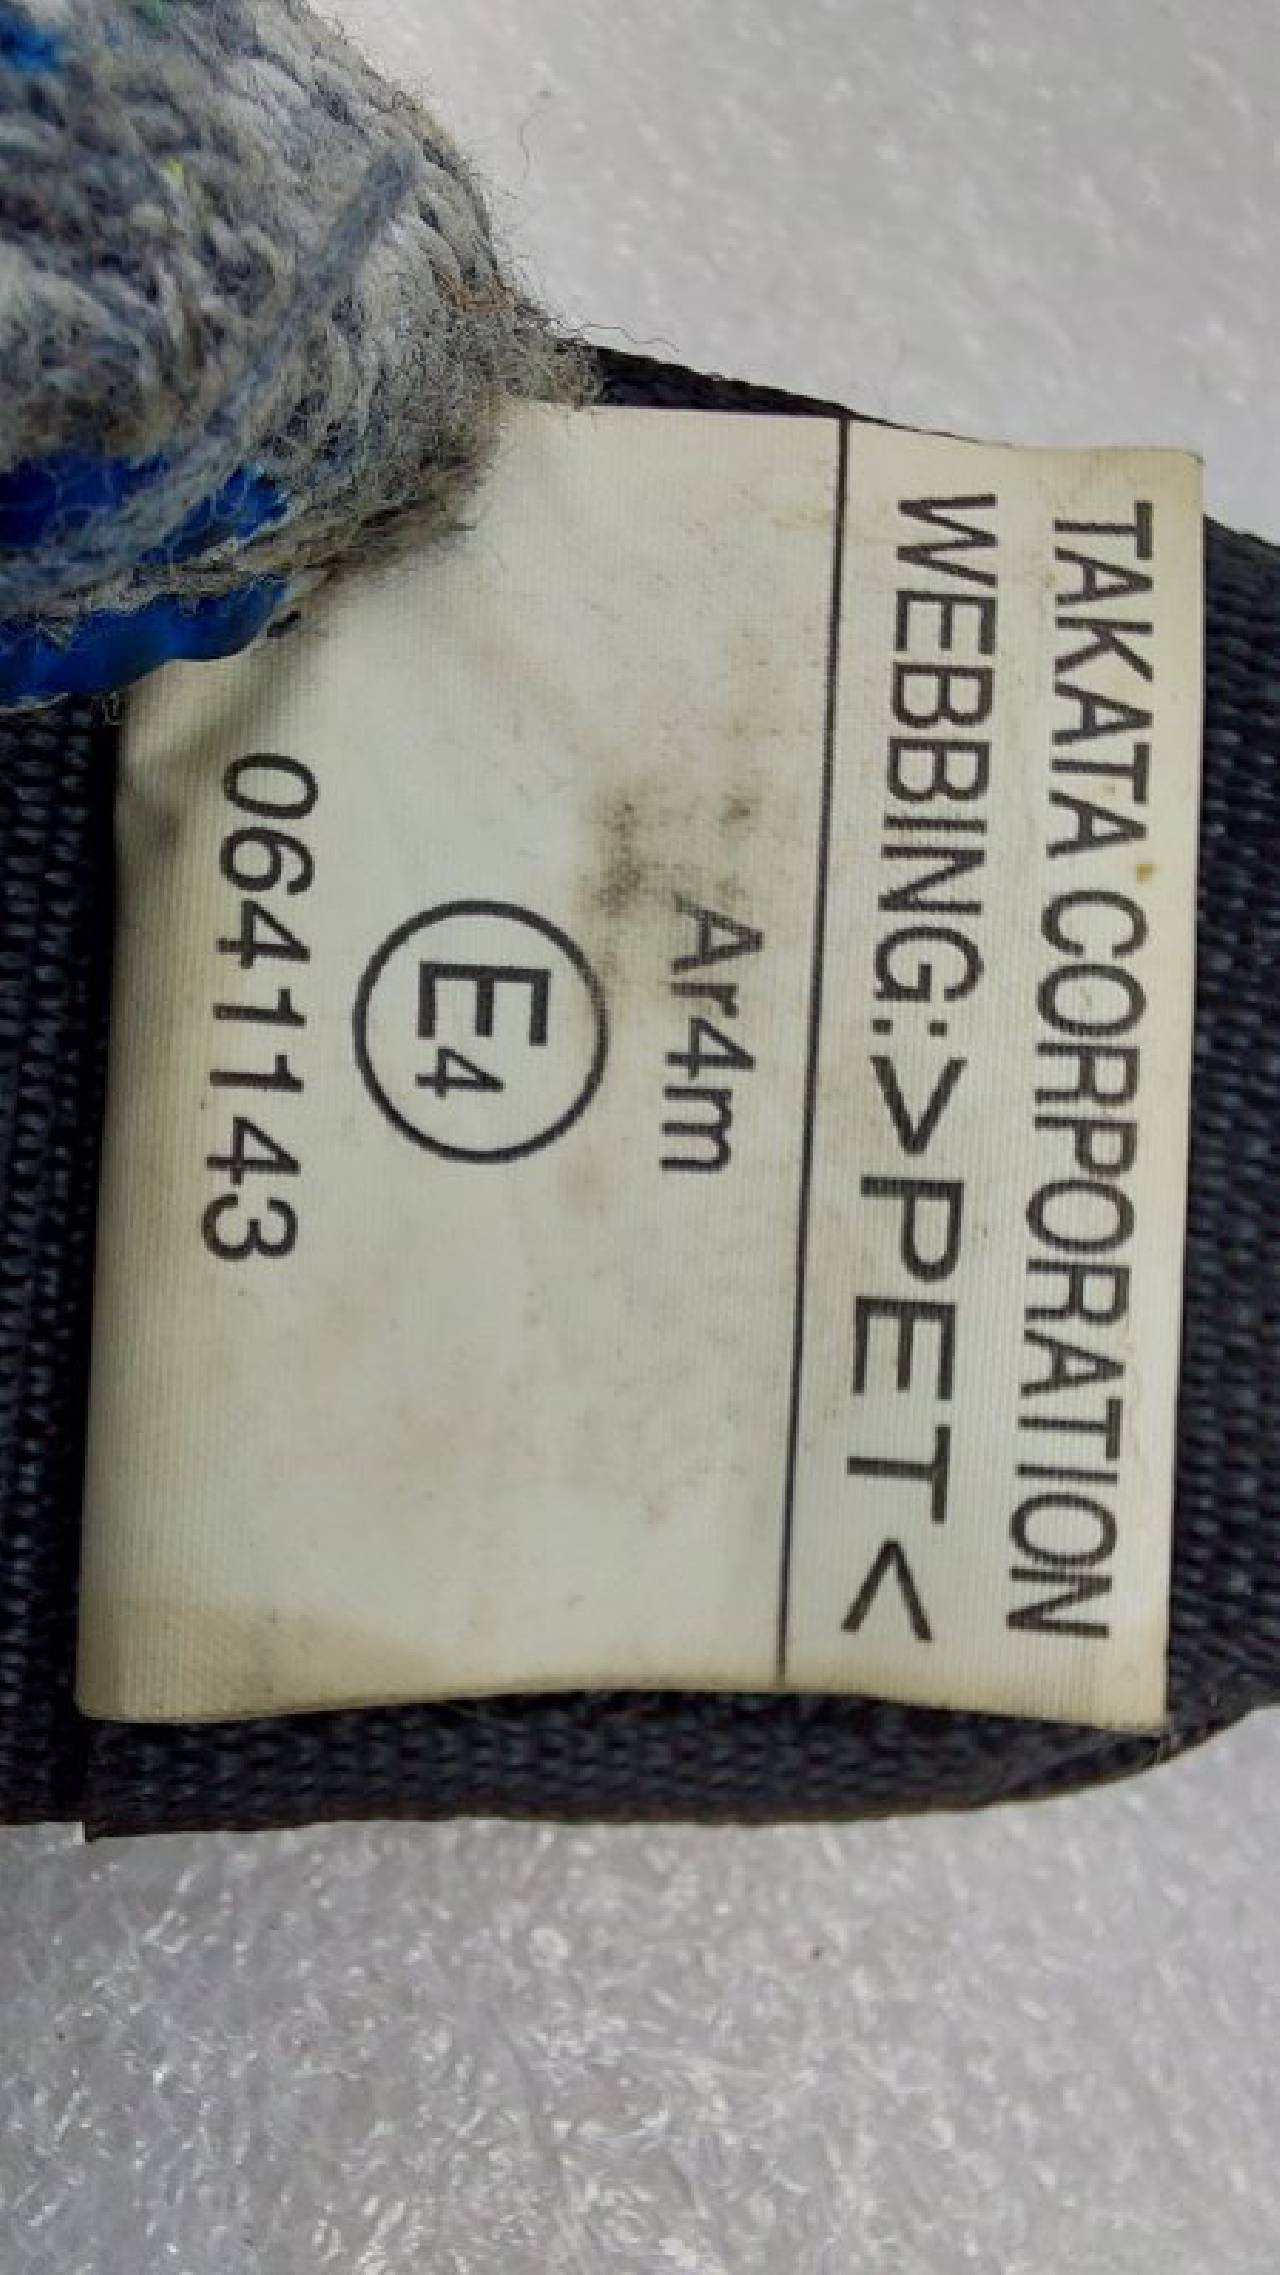 TAKATA CORPORATION
WEBBING:>PET<
Ar4m
E4
0641143